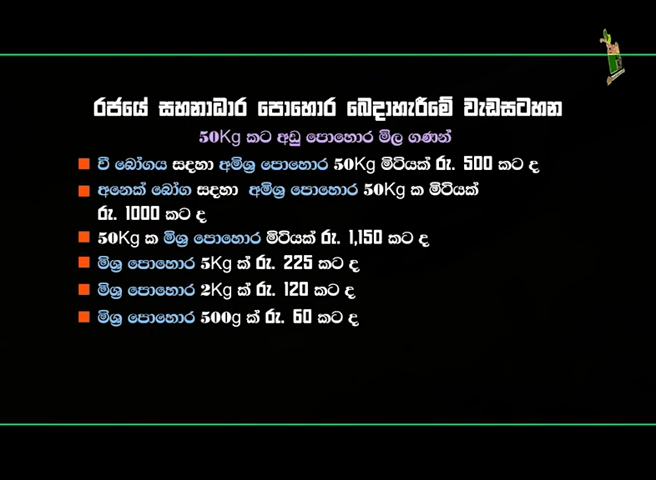 රජයේ සහනාධාර පොහොර බෙදාහැරීමේ වැඩසටහන
50Kg කට අඩු පොහොර මිල ගණන්
වී බෝගය සඳහා අමිශ්‍ර පොහොර 50Kg මිටියක් රු. 500 කට ද
අනෙක් බෝග සඳහා අමිශ්‍ර පොහොර 50Kg ක මිටියක්
රු. 1000 කට ද
50Kg ක මිශ්‍ර පොහොර මිටියක් රු. 1,150 කට ද
මිශ්‍ර පොහොර 5Kg ක් රු. 225 කට ද
මිශ්‍ර පොහොර 2Kg ක් රු. 120 කට ද
මිශ්‍ර පොහොර 500g ක් රු. 60 කට ද